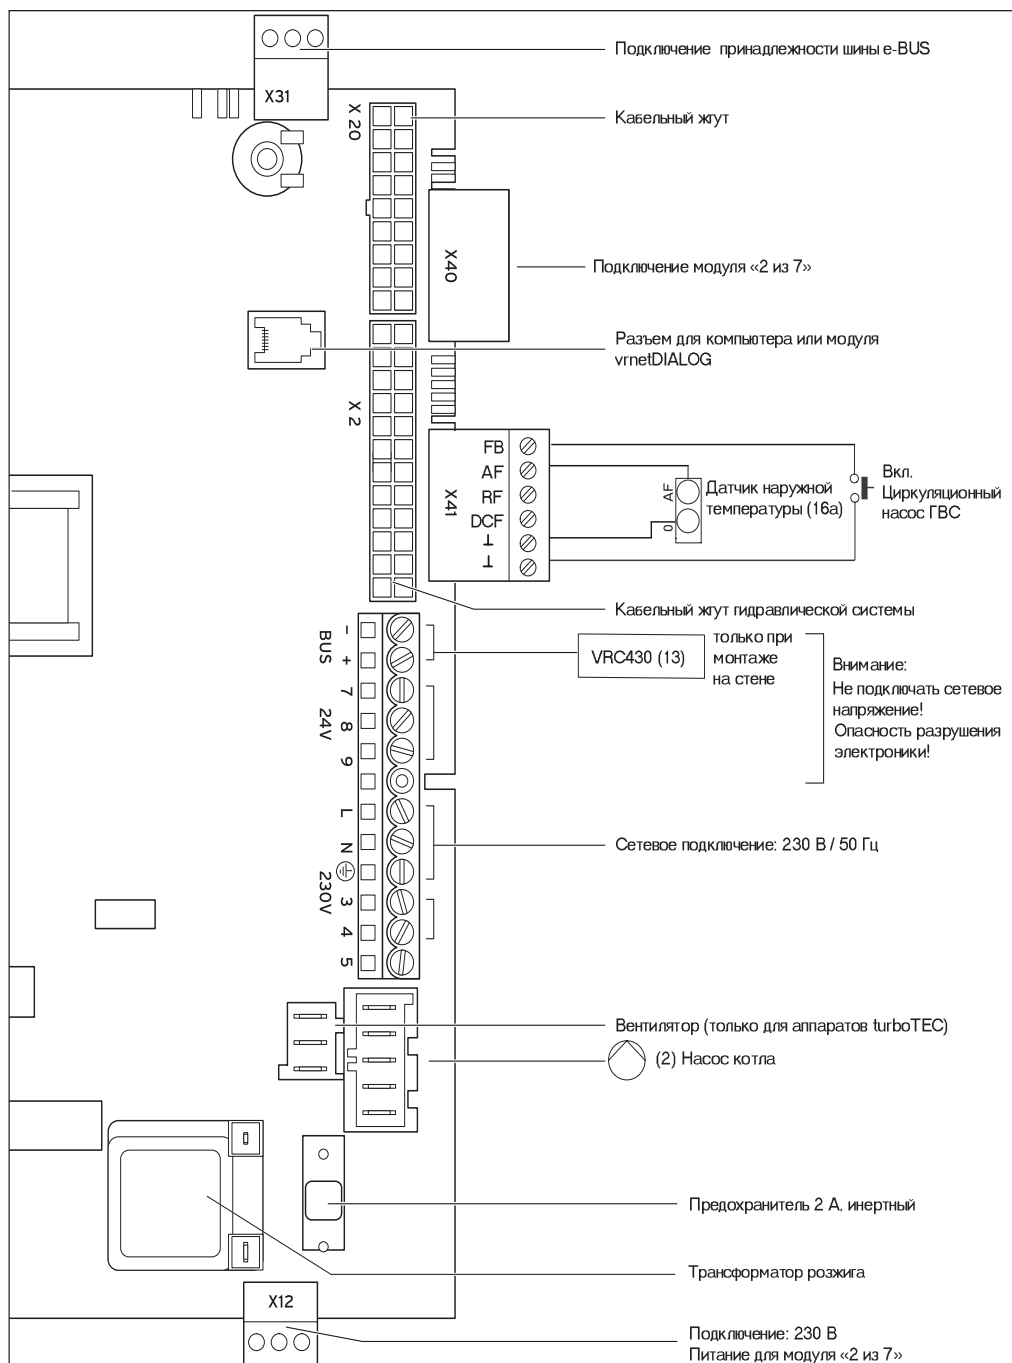 Подключение принадлежности шины e-BUS
X31
X 20
Кабельный жгут
X40
Подключение модуля «2 из 7»
Разъем для компьютера или модуля
vrnetDIALOG
X 2
X41
FB
AF
RF
DCF
⊥
⊥
AF
0
Датчик наружной
температуры (16a)
Вкл.
Циркуляционный
насос ГВС
Кабельный жгут гидравлической системы
-
BUS
+
7
24V
8
9
VRC430 (13)
только при
монтаже
на стене
Внимание:
Не подключать сетевое
напряжение!
Опасность разрушения
электроники!
L
N
230V
3
4
5
Сетевое подключение: 230 В / 50 Гц
Вентилятор (только для аппаратов turboTEC)
(2) Насос котла
Предохранитель 2 А, инертный
Трансформатор розжига
X12
Подключение: 230 В
Питание для модуля «2 из 7»